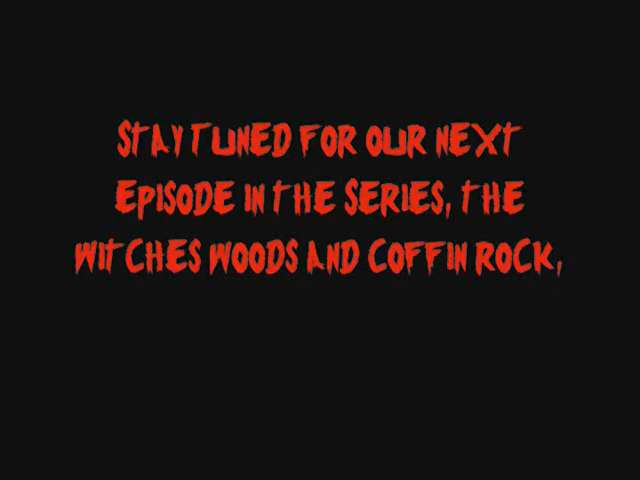 STAY TUNED FOR OUR NEXT
EPISODE IN THE SERIES, THE
WITCHES WOODS AND COFFIN ROCK,